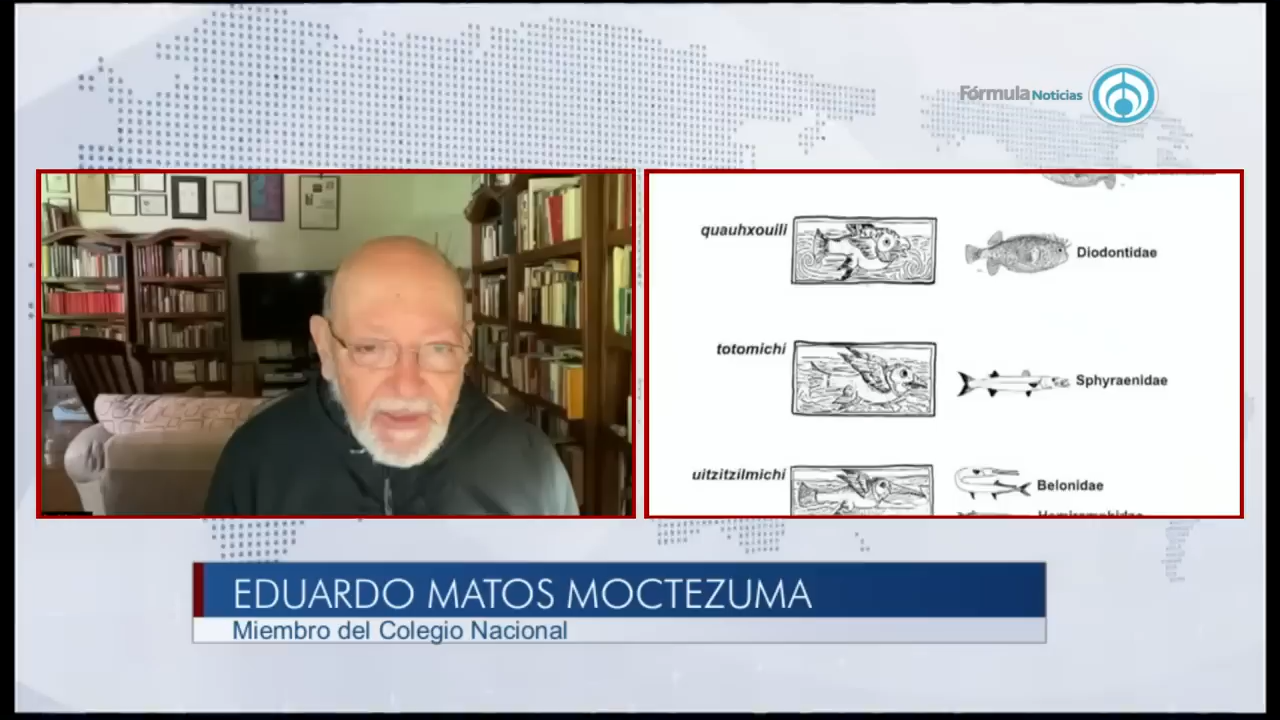 Fórmula Noticias
quauhxouili
Diodontidae
totomichi
Sphyraenidae
uitzitzilmichi
Belonidae
EDUARDO MATOS MOCTEZUMA
Miembro del Colegio Nacional